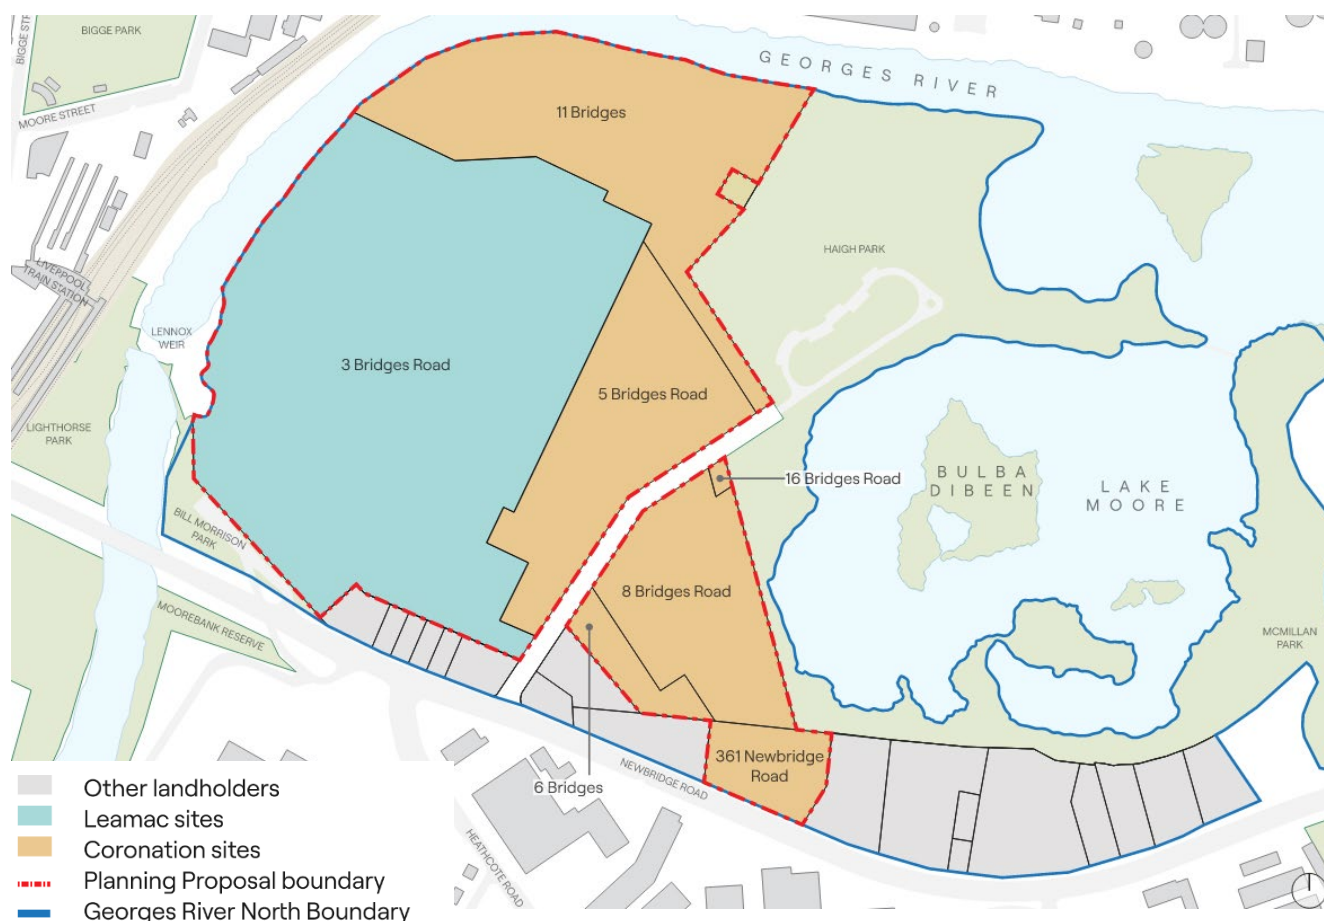 BIGGE STR
BIGGE PARK
MOORE STREET
GEORGES RIVER
11 Bridges
HAIGH PARK
LIVERPOOL
TRAIN STATION
LENNOX
WEIR
3 Bridges Road
5 Bridges Road
LIGHTHORSE
PARK
16 Bridges Road
BULBA
DIBEEN
LAKE
MOORE
BILL MORRISON
PARK
8 Bridges Road
MOOREBANK RESERVE
MCMILLAN
PARK
361 Newbridge
Road
NEWBRIDGE ROAD
6 Bridges
HEATHCOTE ROAD
Other landholders
Leamac sites
Coronation sites
Planning Proposal boundary
Georges River North Boundary